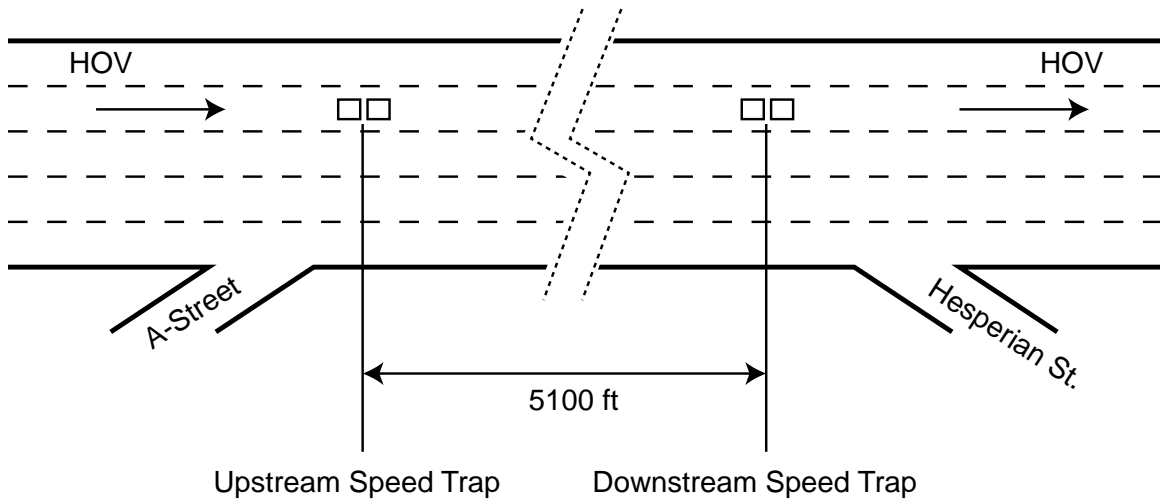 HOV
HOV
A-Street
Hesperian St.
5100 ft
Upstream Speed Trap
Downstream Speed Trap